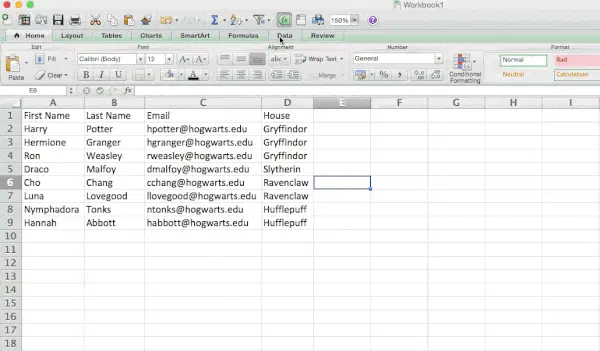 Workbook1
150%
Home Layout Tables Charts SmartArt Formulas Data Review
Edit Font Alignment Number Format
Paste Fill Clear
Calibri (Body) 12
B I U
abc Wrap Text
Merge
General
%
Conditional Formatting
Normal Bad
Neutral Calculation
E6 fx
A B C D E F G H I
1 First Name Last Name Email House
2 Harry Potter hpotter@hogwarts.edu Gryffindor
3 Hermione Granger hgranger@hogwarts.edu Gryffindor
4 Ron Weasley rweasley@hogwarts.edu Gryffindor
5 Draco Malfoy dmalfoy@hogwarts.edu Slytherin
6 Cho Chang cchang@hogwarts.edu Ravenclaw
7 Luna Lovegood llovegood@hogwarts.edu Ravenclaw
8 Nymphadora Tonks ntonks@hogwarts.edu Hufflepuff
9 Hannah Abbott habbott@hogwarts.edu Hufflepuff
10
11
12
13
14
15
16
17
18